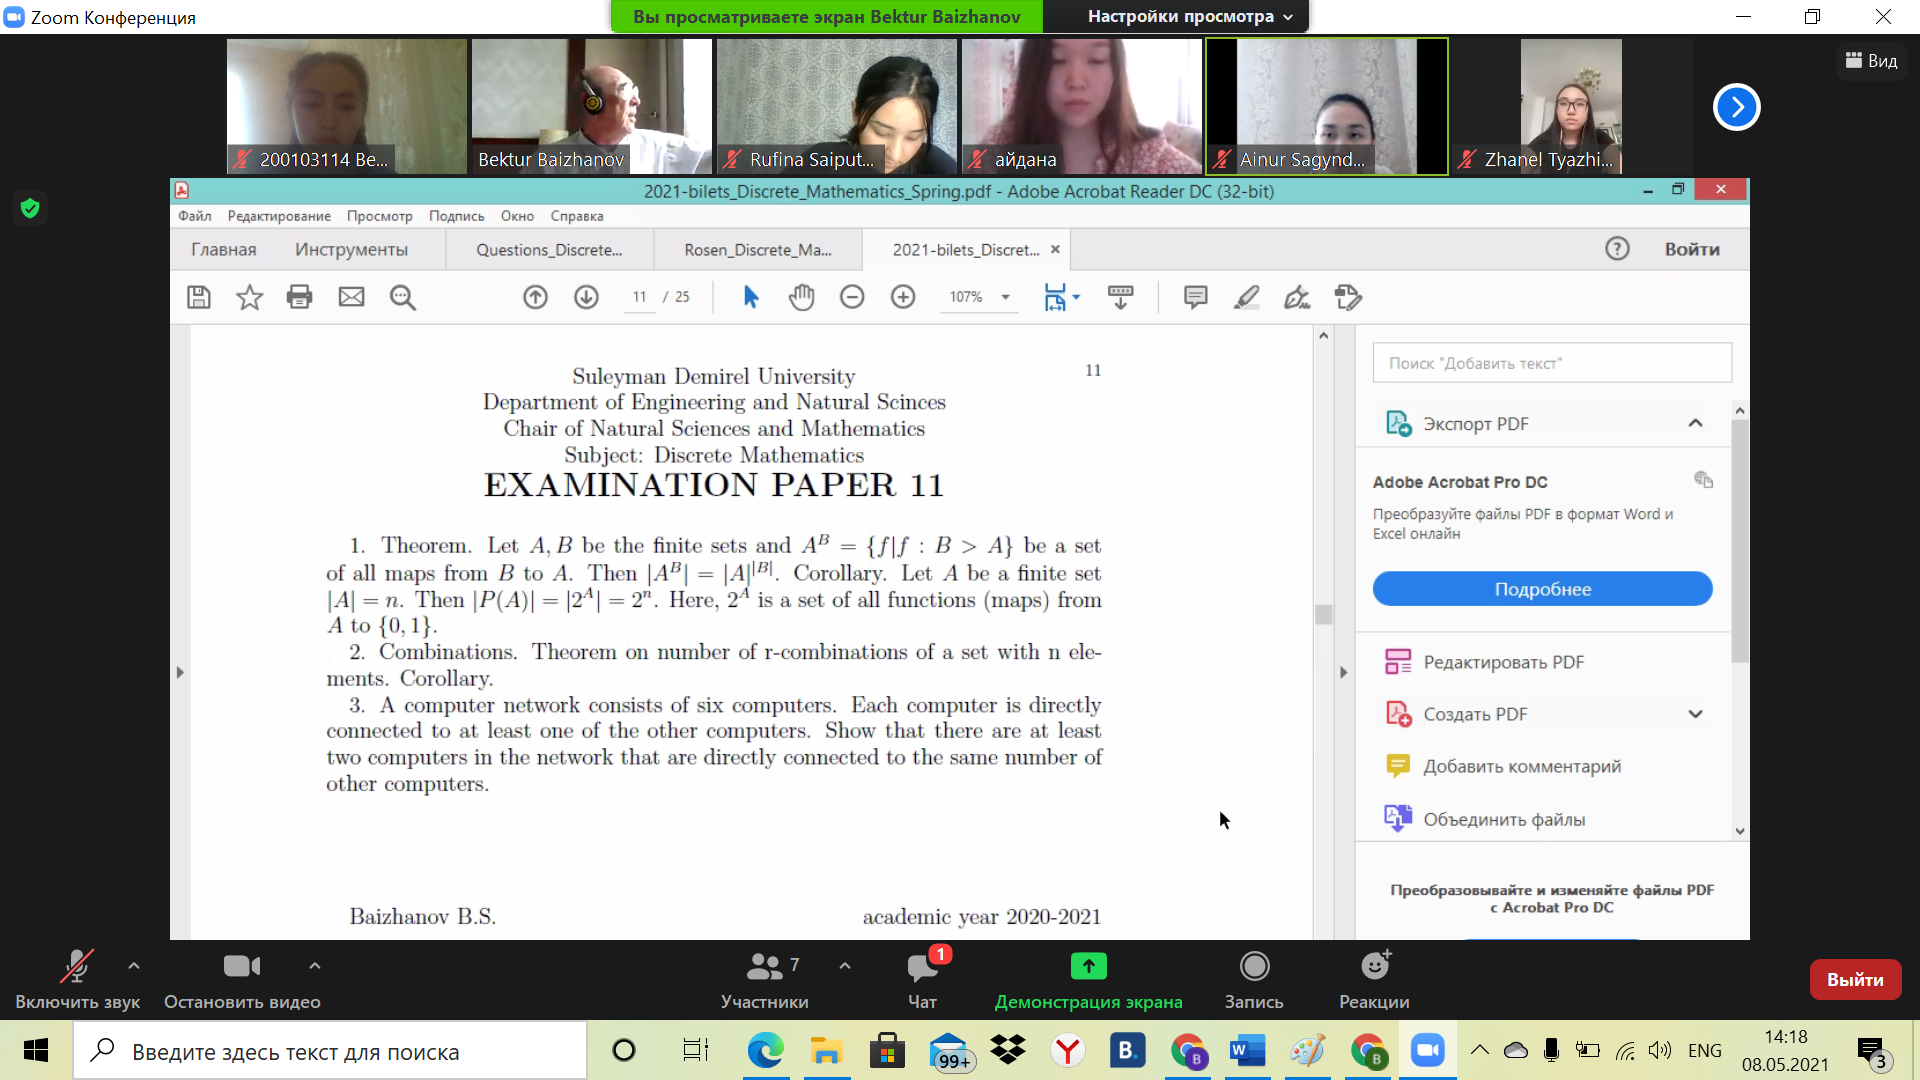 Zoom Конференция
Вы просматриваете экран Bektur Baizhanov
Настройки просмотра
Вид
200103114 Be...
Bektur Baizhanov
Rufina Saiput...
айдана
Ainur Sagynd...
Zhanel Tyazhi...
2021-bilets_Discrete_Mathematics_Spring.pdf - Adobe Acrobat Reader DC (32-bit)
Файл Редактирование Просмотр Подпись Окно Справка
Главная Инструменты Questions_Discrete... Rosen_Discrete_Ma... 2021-bilets_Discret... × Войти
11 / 25 107%
11
Suleyman Demirel University
Department of Engineering and Natural Scinces
Chair of Natural Sciences and Mathematics
Subject: Discrete Mathematics
EXAMINATION PAPER 11
1. Theorem. Let A, B be the finite sets and A^B = {f|f : B > A} be a set
of all maps from B to A. Then |A^B| = |A|^|B|. Corollary. Let A be a finite set
|A| = n. Then |P(A)| = |2^A| = 2^n. Here, 2^A is a set of all functions (maps) from
A to {0, 1}.
2. Combinations. Theorem on number of r-combinations of a set with n ele-
ments. Corollary.
3. A computer network consists of six computers. Each computer is directly
connected to at least one of the other computers. Show that there are at least
two computers in the network that are directly connected to the same number of
other computers.
Baizhanov B.S. academic year 2020-2021
Поиск "Добавить текст"
Экспорт PDF
Adobe Acrobat Pro DC
Преобразуйте файлы PDF в формат Word и
Excel онлайн
Подробнее
Редактировать PDF
Создать PDF
Добавить комментарий
Объединить файлы
Преобразовывайте и изменяйте файлы PDF
с Acrobat Pro DC
Включить звук
Остановить видео
7
Участники
1
Чат
Демонстрация экрана
Запись
Реакции
Выйти
Введите здесь текст для поиска
99+
B.
B
W
B
ENG
14:18
08.05.2021
3